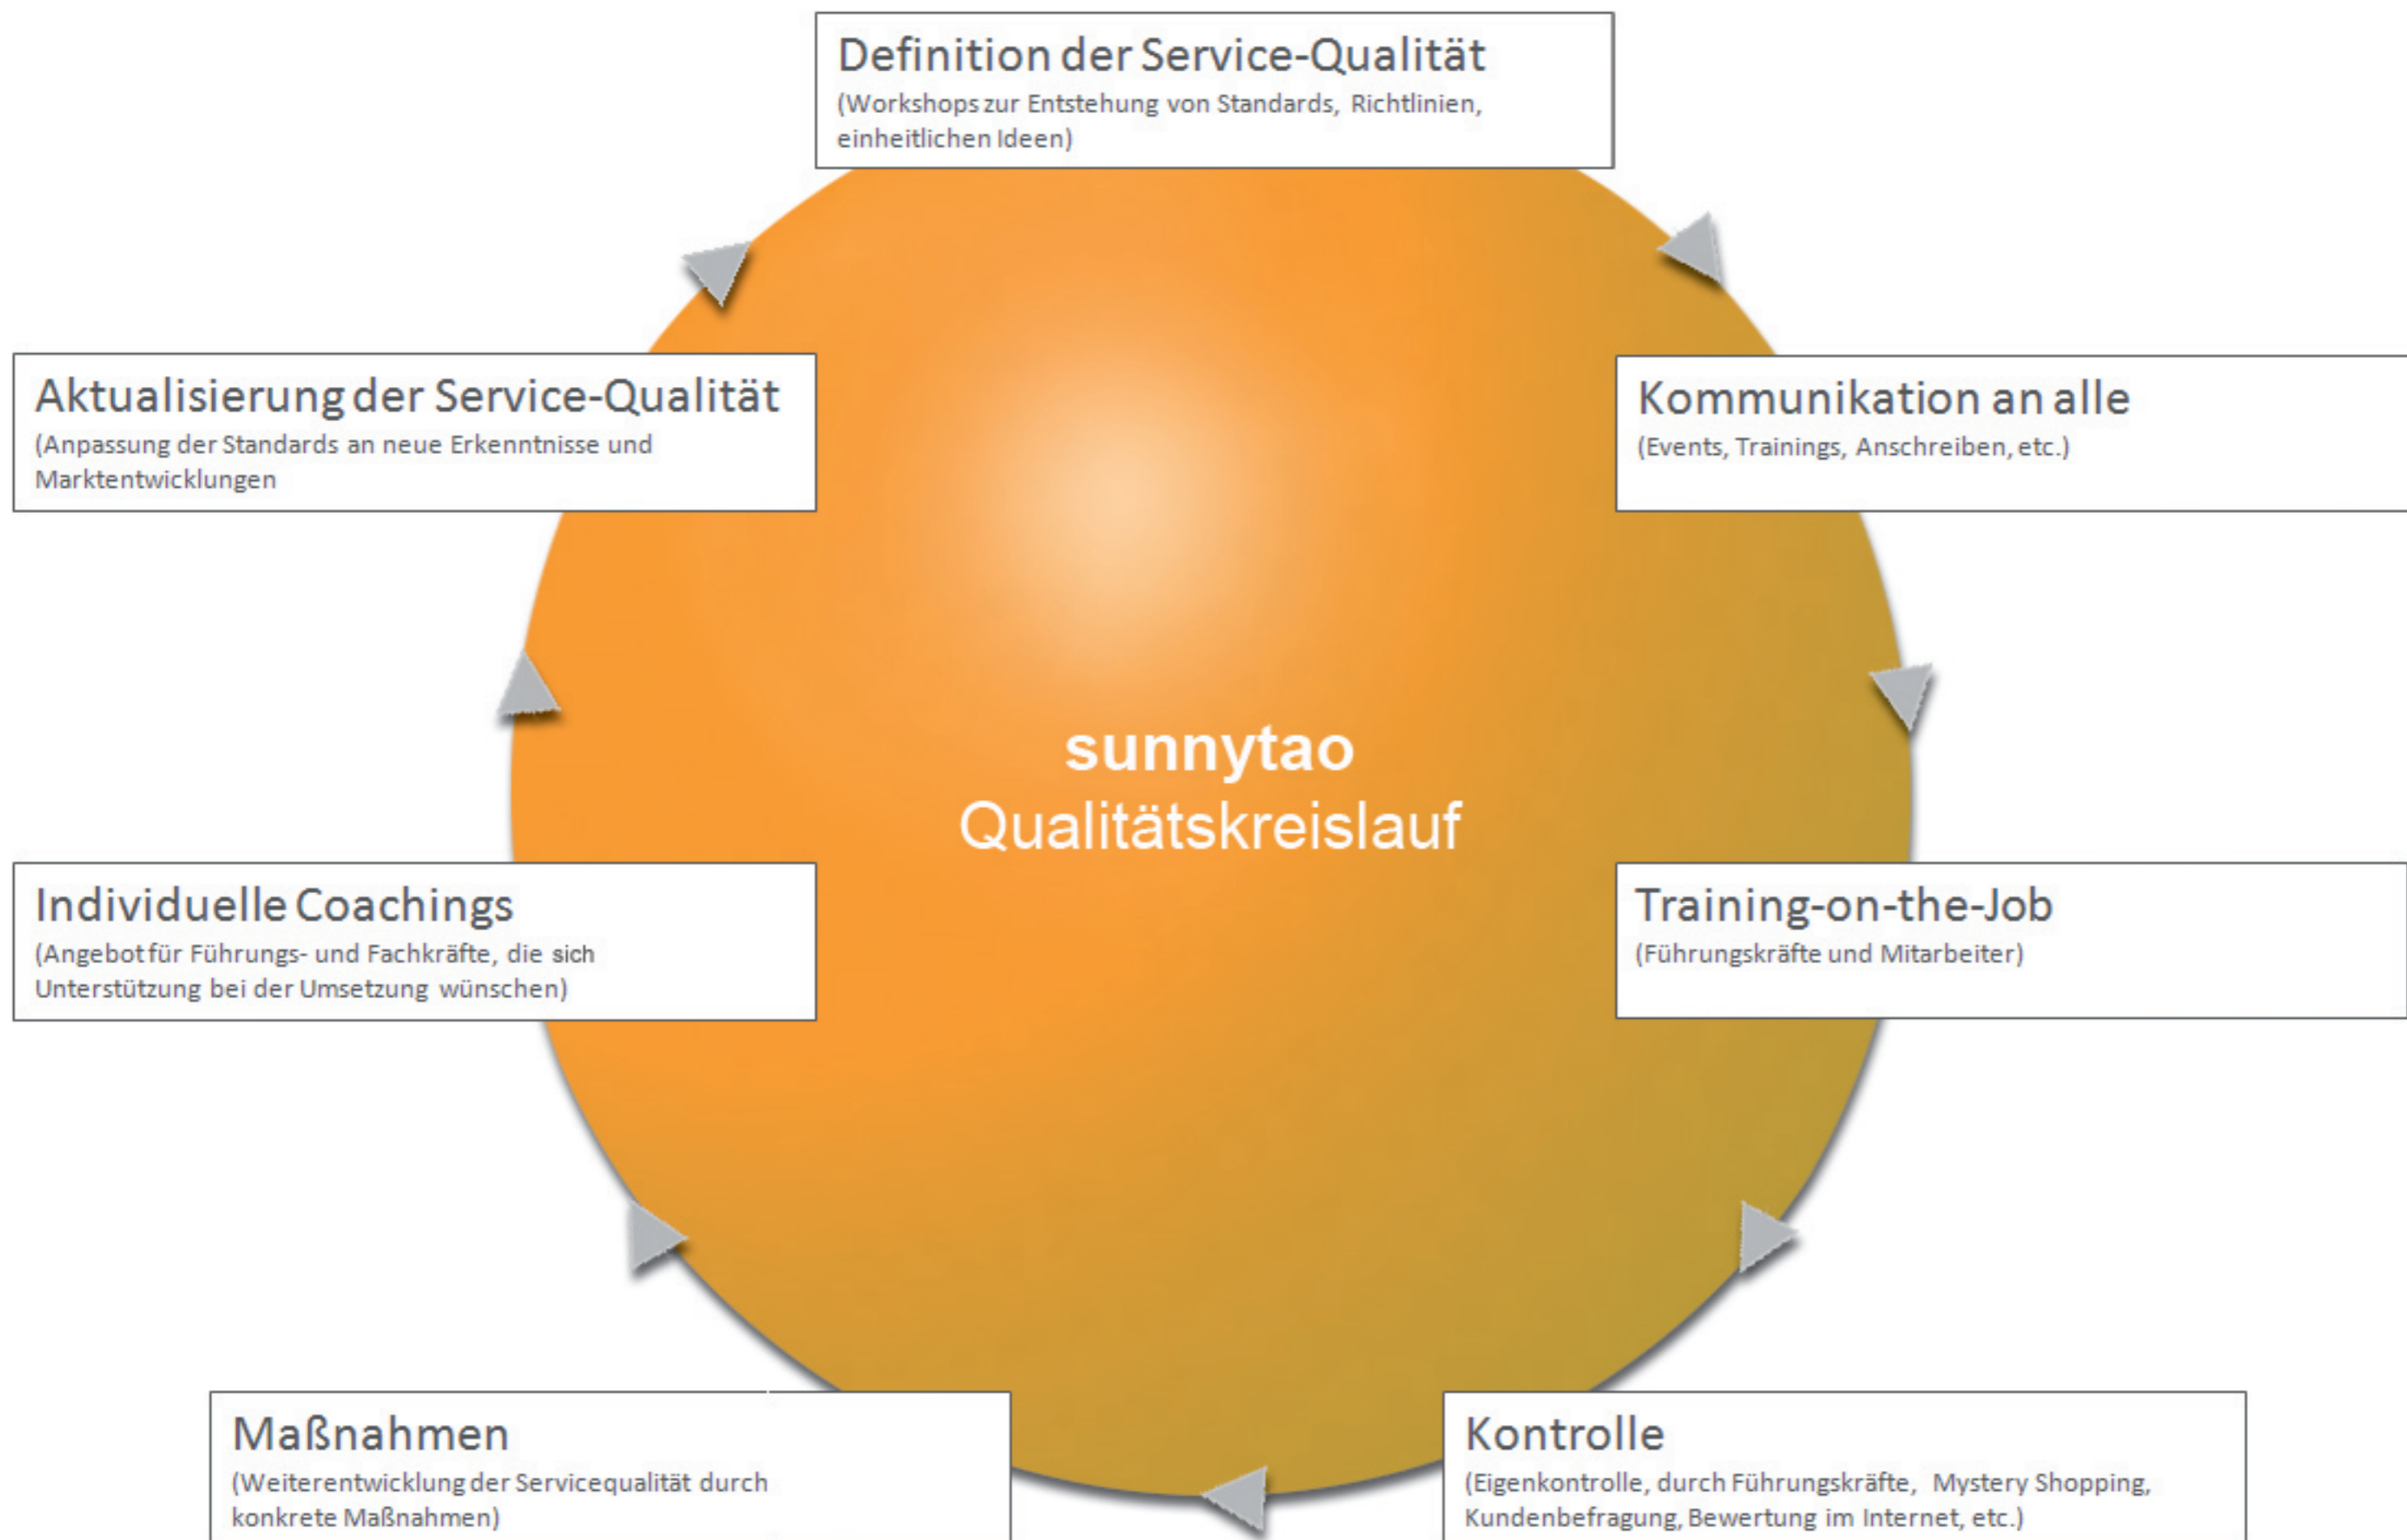 Definition der Service-Qualität
(Workshops zur Entstehung von Standards, Richtlinien,
einheitlichen Ideen)
Kommunikation an alle
(Events, Trainings, Anschreiben, etc.)
Training-on-the-Job
(Führungskräfte und Mitarbeiter)
Kontrolle
(Eigenkontrolle, durch Führungskräfte, Mystery Shopping,
Kundenbefragung, Bewertung im Internet, etc.)
Maßnahmen
(Weiterentwicklung der Servicequalität durch
konkrete Maßnahmen)
Individuelle Coachings
(Angebot für Führungs- und Fachkräfte, die sich
Unterstützung bei der Umsetzung wünschen)
Aktualisierung der Service-Qualität
(Anpassung der Standards an neue Erkenntnisse und
Marktentwicklungen
sunnytao
Qualitätskreislauf